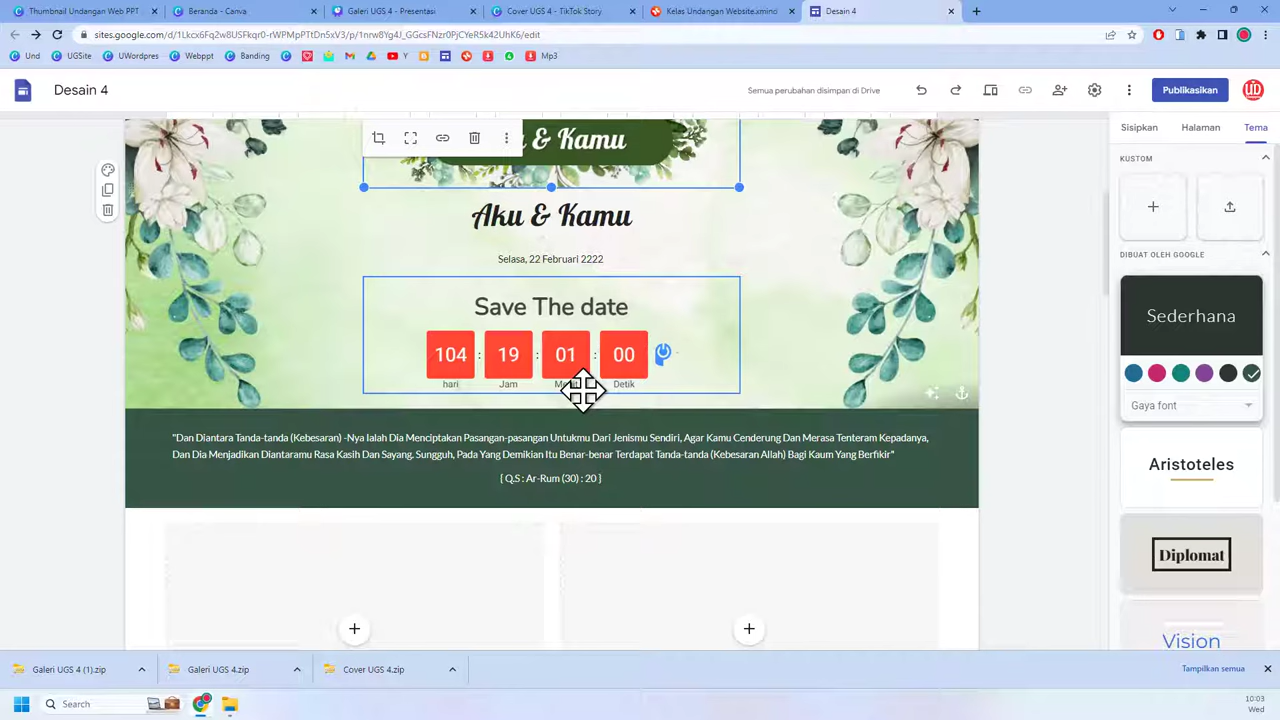 Thumbnail Undangan Web PPT
Beranda - Canva
Galeri UGS 4 - Presentasi
Cover UGS 4 - TikTok Story
Kelas Undangan Website.xmind
Desain 4
sites.google.com/d/1Lkcx6Fq2w8USFkqr0-rWPMpPTtDn5xV3/p/1nrw8Yg4J_GGcsFNzr0PjCYeR5k42UhK6/edit
Und
UGSite
UWordpres
Webppt
Banding
Y
Mp3
Desain 4
Semua perubahan disimpan di Drive
Publikasikan
Sisipkan
Halaman
Tema
& Kamu
Aku & Kamu
Selasa, 22 Februari 2222
Save The date
104 : 19 : 01 : 00
hari
Jam
Detik
"Dan Diantara Tanda-tanda (Kebesaran) -Nya Ialah Dia Menciptakan Pasangan-pasangan Untukmu Dari Jenismu Sendiri, Agar Kamu Cenderung Dan Merasa Tenteram Kepadanya,
Dan Dia Menjadikan Diantaramu Rasa Kasih Dan Sayang. Sungguh, Pada Yang Demikian Itu Benar-benar Terdapat Tanda-tanda (Kebesaran Allah) Bagi Kaum Yang Berfikir"
[ Q.S : Ar-Rum (30) : 20 ]
KUSTOM
DIBUAT OLEH GOOGLE
Sederhana
Gaya font
Aristoteles
Diplomat
Vision
Galeri UGS 4 (1).zip
Galeri UGS 4.zip
Cover UGS 4.zip
Tampilkan semua
Search
10:03
Wed